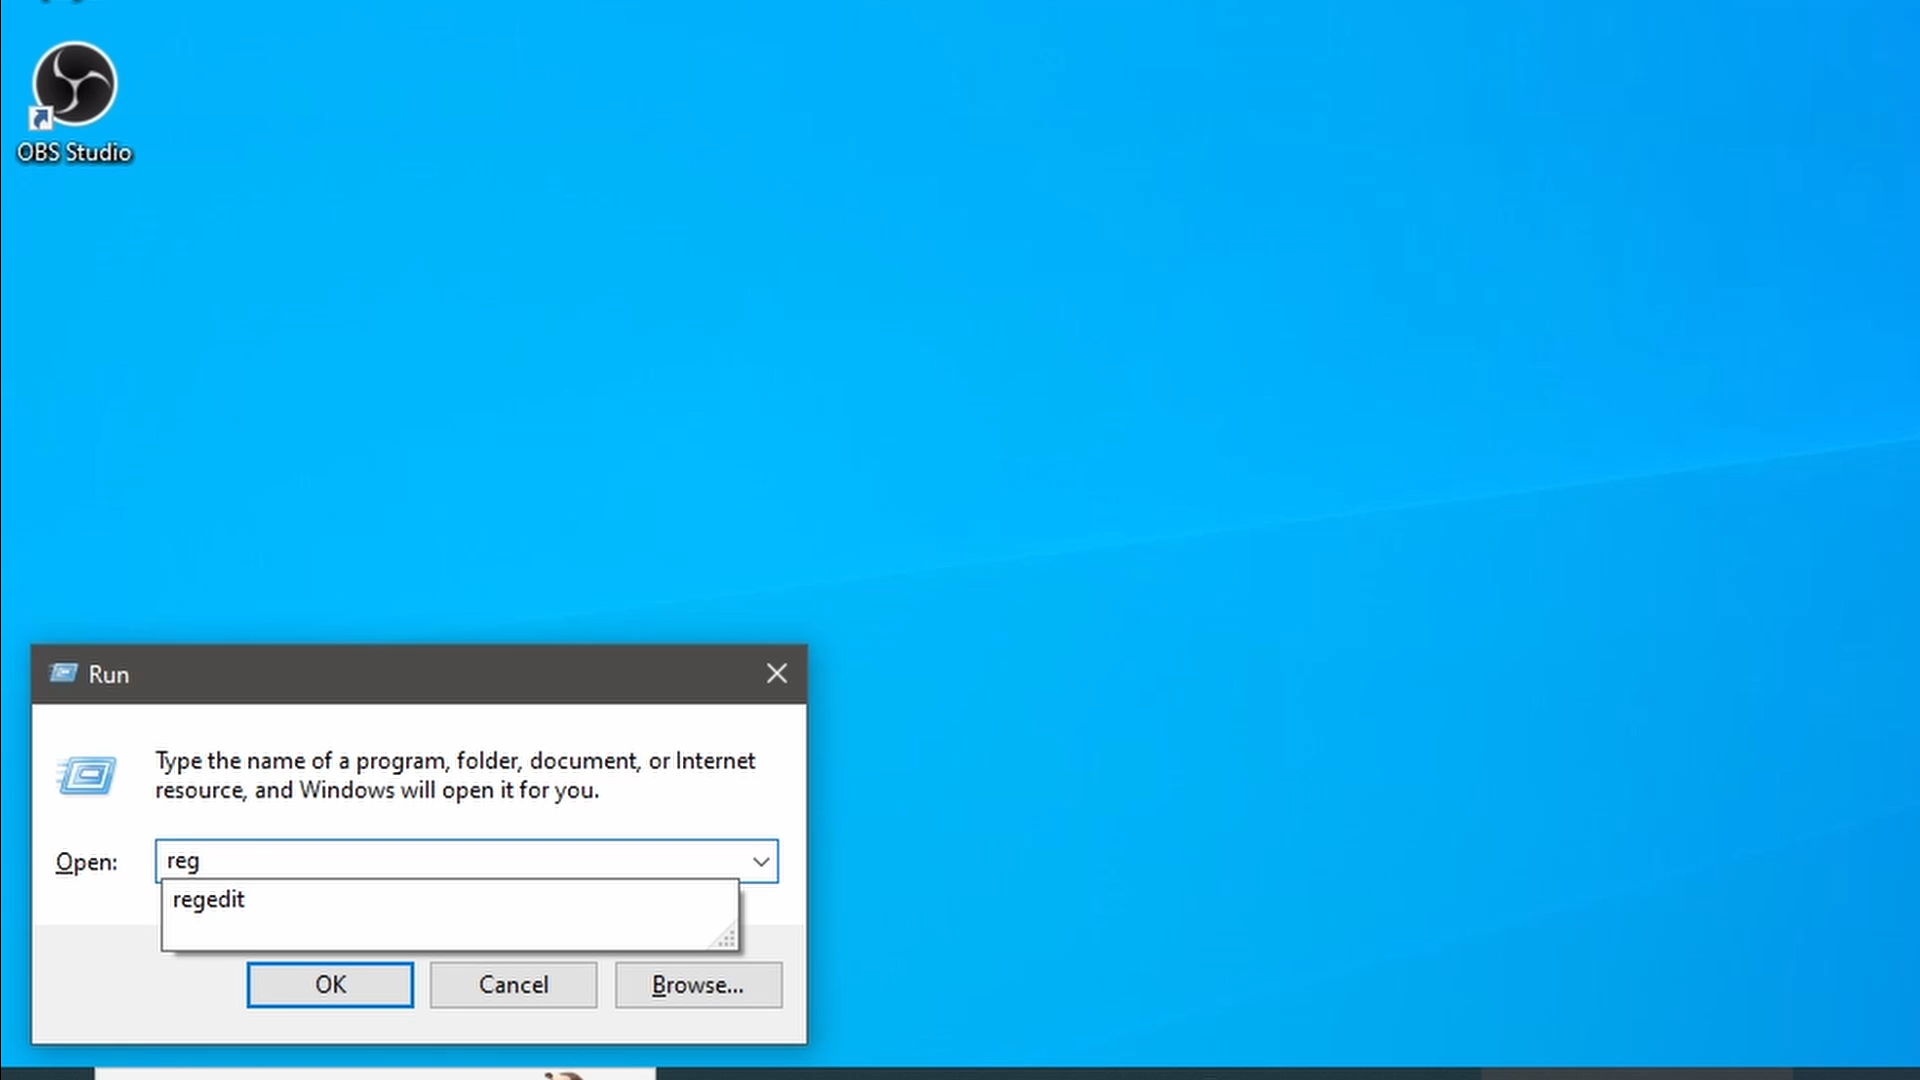 OBS Studio
Run
Type the name of a program, folder, document, or Internet
resource, and Windows will open it for you.
Open: reg
regedit
OK Cancel Browse...